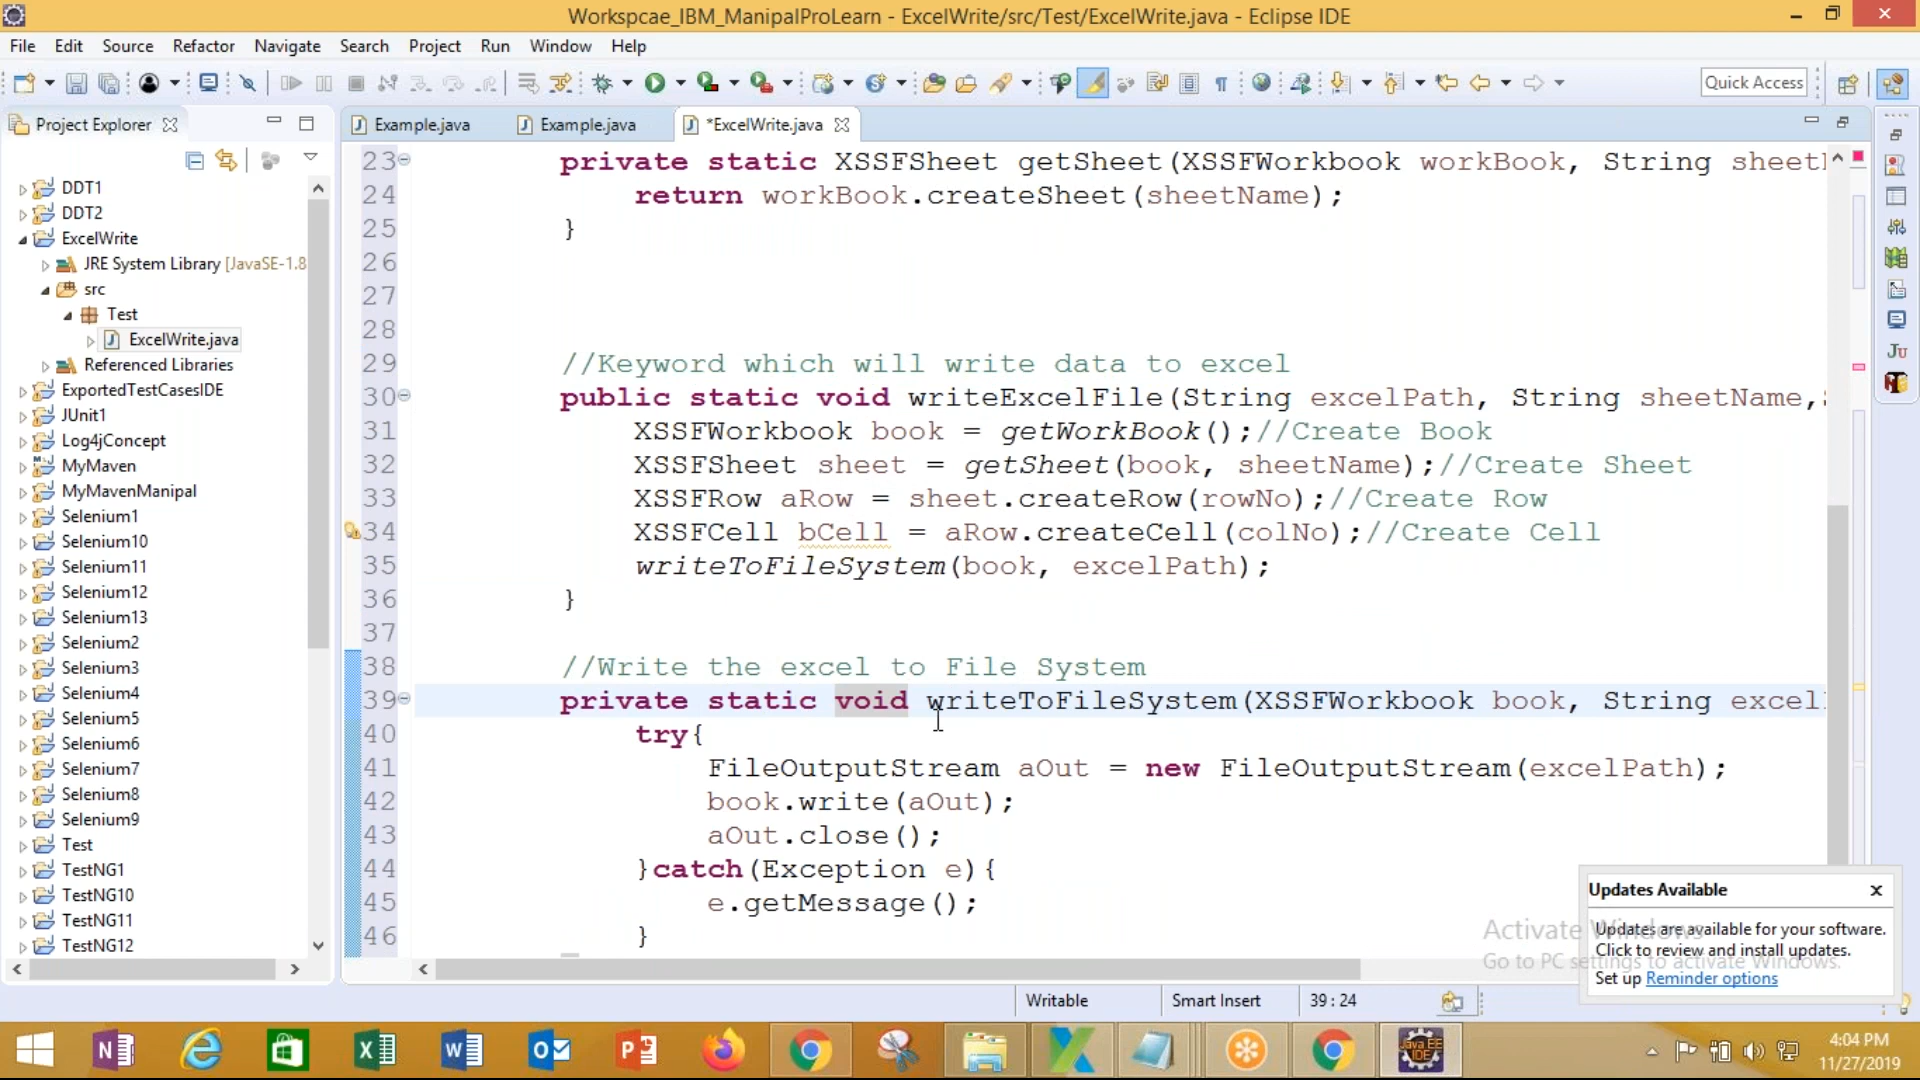 Workspcae_IBM_ManipalProLearn - ExcelWrite/src/Test/ExcelWrite.java - Eclipse IDE
File Edit Source Refactor Navigate Search Project Run Window Help
Quick Access
Project Explorer
Example.java
Example.java
*ExcelWrite.java
DDT1
DDT2
ExcelWrite
JRE System Library [JavaSE-1.8
src
Test
ExcelWrite.java
Referenced Libraries
ExportedTestCasesIDE
JUnit1
Log4jConcept
MyMaven
MyMavenManipal
Selenium1
Selenium10
Selenium11
Selenium12
Selenium13
Selenium2
Selenium3
Selenium4
Selenium5
Selenium6
Selenium7
Selenium8
Selenium9
Test
TestNG1
TestNG10
TestNG11
TestNG12
23 private static XSSFSheet getSheet(XSSFWorkbook workBook, String sheet
24 return workBook.createSheet(sheetName);
25 }
26
27
28
29 //Keyword which will write data to excel
30 public static void writeExcelFile(String excelPath, String sheetName,
31 XSSFWorkbook book = getWorkBook();//Create Book
32 XSSFSheet sheet = getSheet(book, sheetName);//Create Sheet
33 XSSFRow aRow = sheet.createRow(rowNo);//Create Row
34 XSSFCell bCell = aRow.createCell(colNo);//Create Cell
35 writeToFileSystem(book, excelPath);
36 }
37
38 //Write the excel to File System
39 private static void writeToFileSystem(XSSFWorkbook book, String excel
40 try{
41 FileOutputStream aOut = new FileOutputStream(excelPath);
42 book.write(aOut);
43 aOut.close();
44 }catch(Exception e){
45 e.getMessage();
46 }
Activate Windows
Go to PC settings to activate Windows.
Updates Available
Updates are available for your software.
Click to review and install updates.
Set up Reminder options
Writable
Smart Insert
39 : 24
Java EE
IDE
4:04 PM
11/27/2019